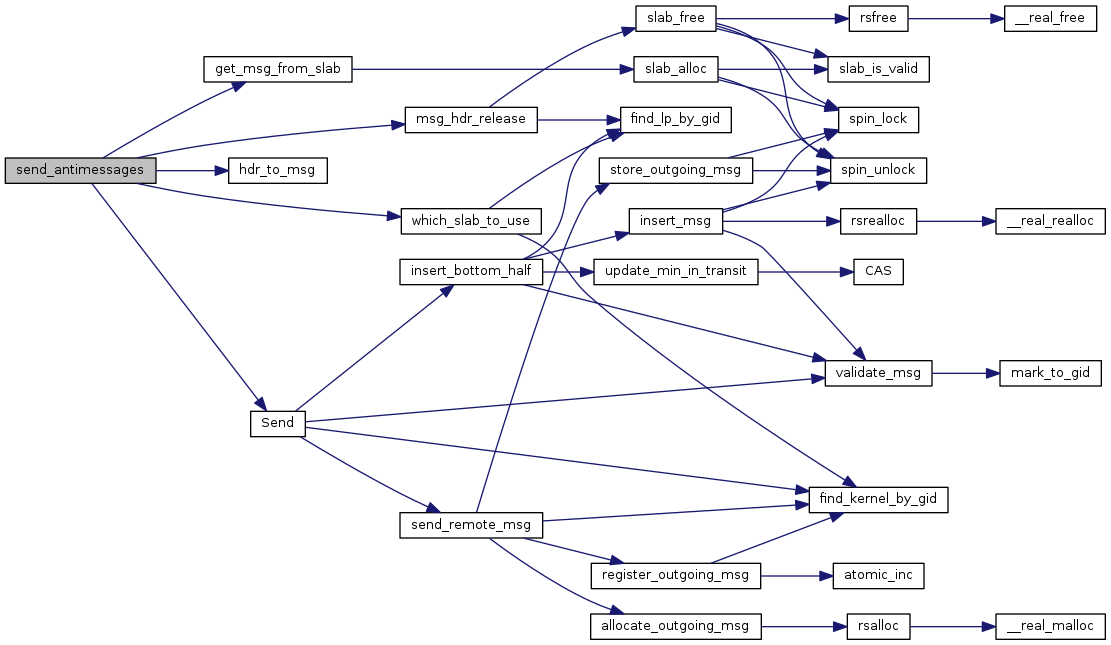 send_antimessages
get_msg_from_slab
msg_hdr_release
hdr_to_msg
which_slab_to_use
Send
slab_free
slab_alloc
find_lp_by_gid
store_outgoing_msg
insert_msg
insert_bottom_half
update_min_in_transit
send_remote_msg
register_outgoing_msg
allocate_outgoing_msg
rsfree
slab_is_valid
spin_lock
spin_unlock
rsrealloc
CAS
validate_msg
find_kernel_by_gid
atomic_inc
rsalloc
__real_free
__real_realloc
mark_to_gid
__real_malloc